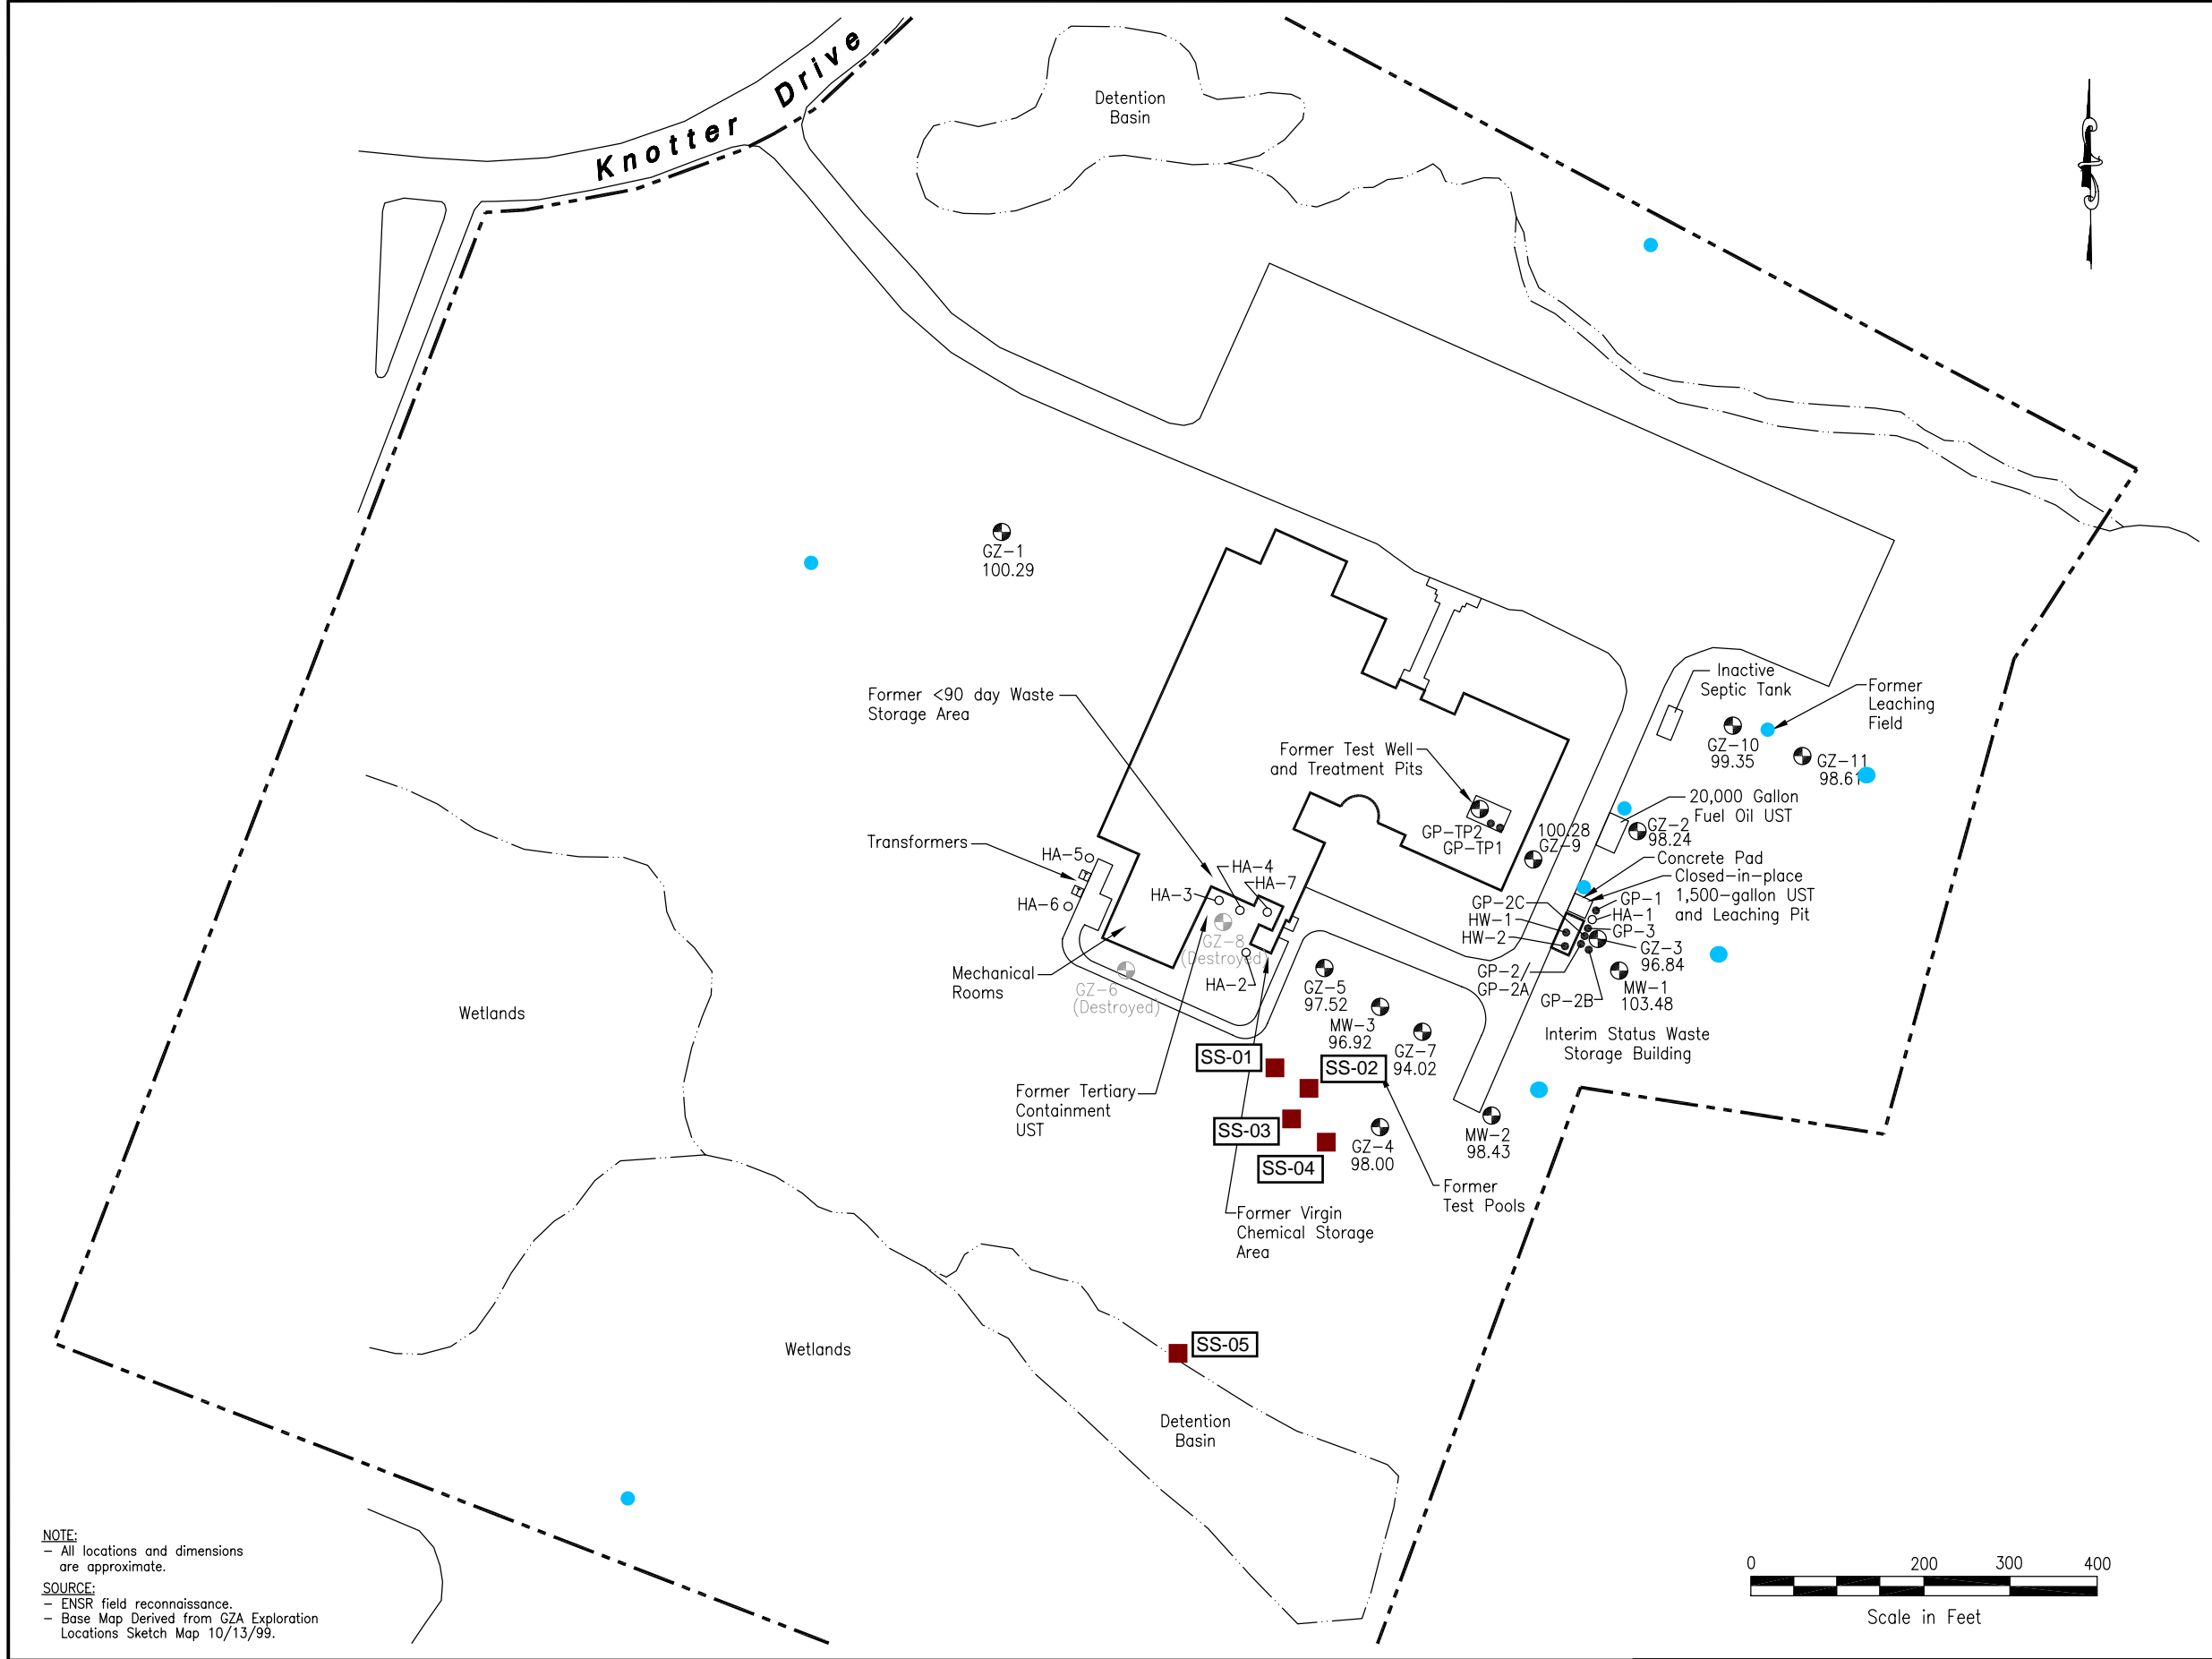 Knotter Drive
Detention
Basin
GZ-1
100.29
Former <90 day Waste
Storage Area
Inactive
Septic Tank
Former
Leaching
Field
GZ-10
99.35
GZ-11
98.61
Former Test Well
and Treatment Pits
GP-TP2
GP-TP1
100.28
GZ-9
20,000 Gallon
Fuel Oil UST
GZ-2
98.24
Concrete Pad
Closed-in-place
1,500-gallon UST
and Leaching Pit
Transformers
HA-5
HA-6
HA-4
HA-7
HA-3
GZ-8
(Destroyed)
HA-2
GP-2C
HW-1
HW-2
GP-1
HA-1
GP-3
GZ-3
96.84
GP-2
GP-2A
GP-2B
MW-1
103.48
Mechanical
Rooms
GZ-6
(Destroyed)
GZ-5
97.52
MW-3
96.92
GZ-7
94.02
Interim Status Waste
Storage Building
Wetlands
SS-01
SS-02
SS-03
SS-04
Former Tertiary
Containment
UST
GZ-4
98.00
MW-2
98.43
Former
Test Pools
Former Virgin
Chemical Storage
Area
Wetlands
SS-05
Detention
Basin
NOTE:
- All locations and dimensions
are approximate.
SOURCE:
- ENSR field reconnaissance.
- Base Map Derived from GZA Exploration
Locations Sketch Map 10/13/99.
0 200 300 400
Scale in Feet